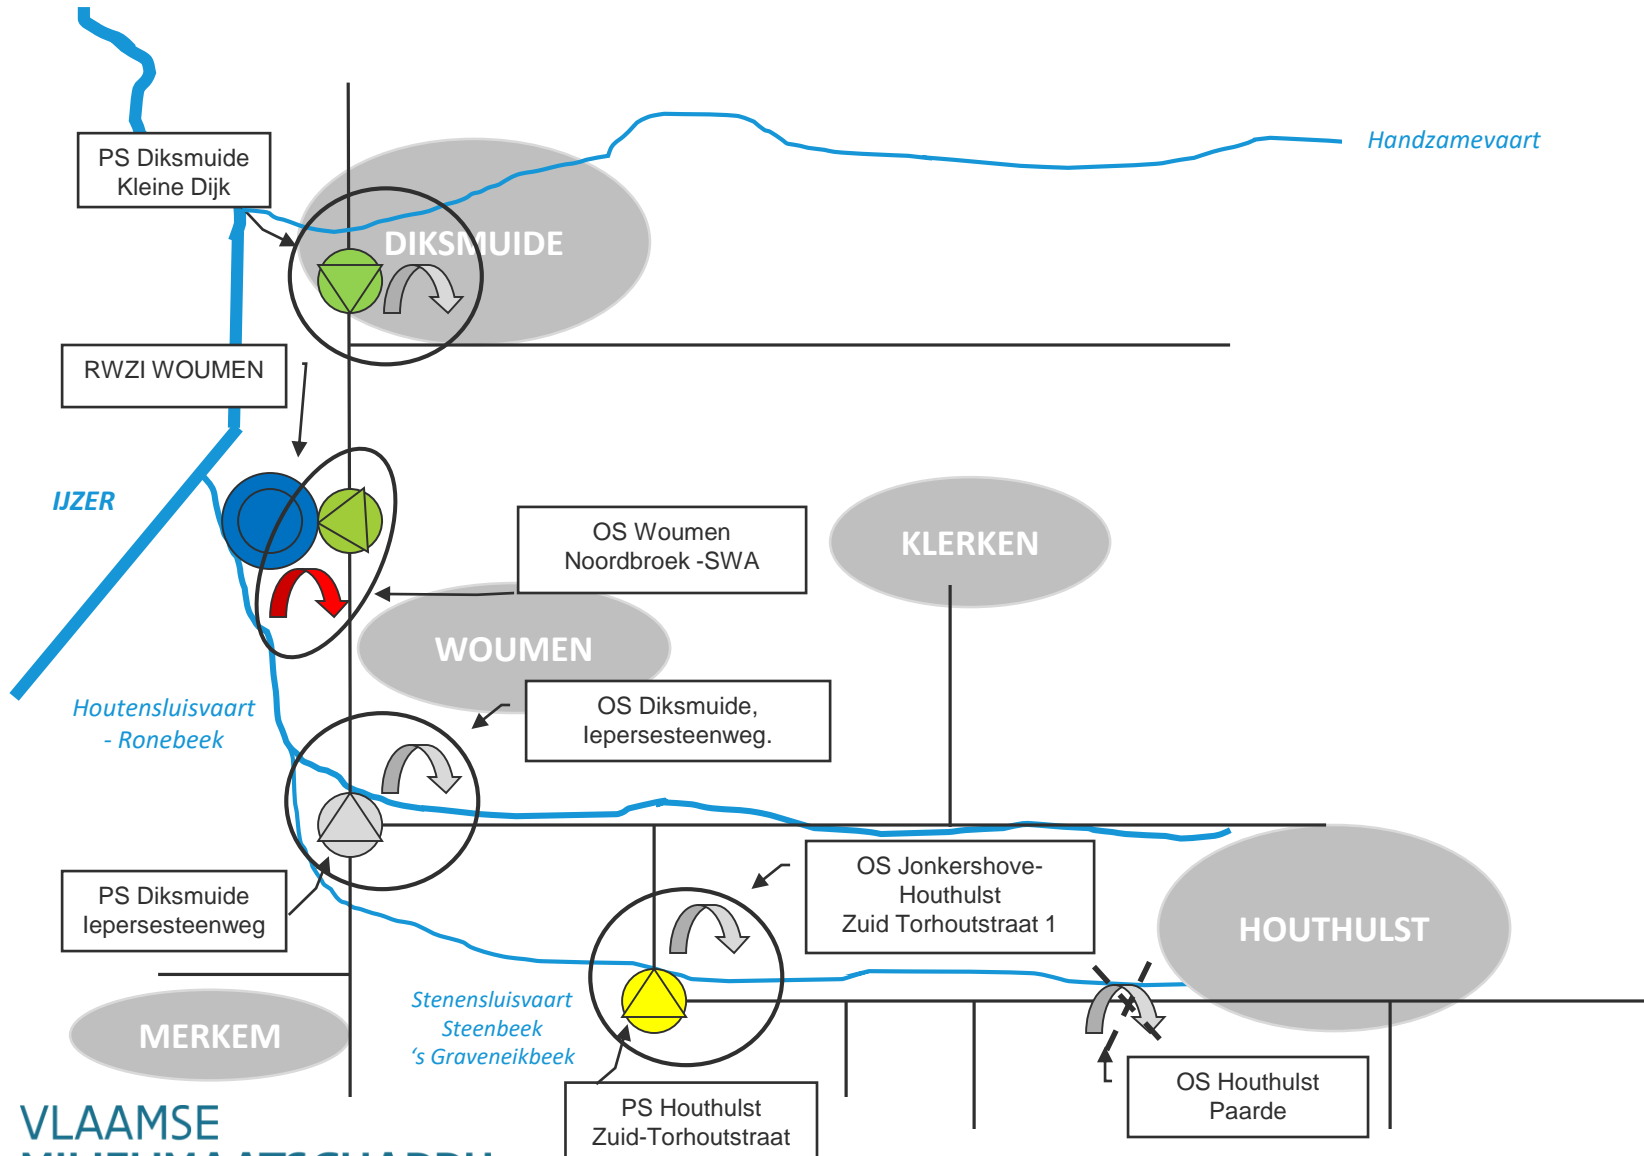 Handzamevaart
PS Diksmuide
Kleine Dijk
DIKSMUIDE
RWZI WOUMEN
IJZER
OS Woumen
Noordbroek -SWA
KLERKEN
WOUMEN
OS Diksmuide,
Iepersesteenweg.
Houtensluisvaart
- Ronebeek
PS Diksmuide
Iepersesteenweg
OS Jonkershove-
Houthulst
Zuid Torhoutstraat 1
HOUTHULST
Stenensluisvaart
Steenbeek
‘s Graveneikbeek
MERKEM
OS Houthulst
Paarde
PS Houthulst
Zuid-Torhoutstraat
VLAAMSE
MILIEUMAATSCHAPPIJ